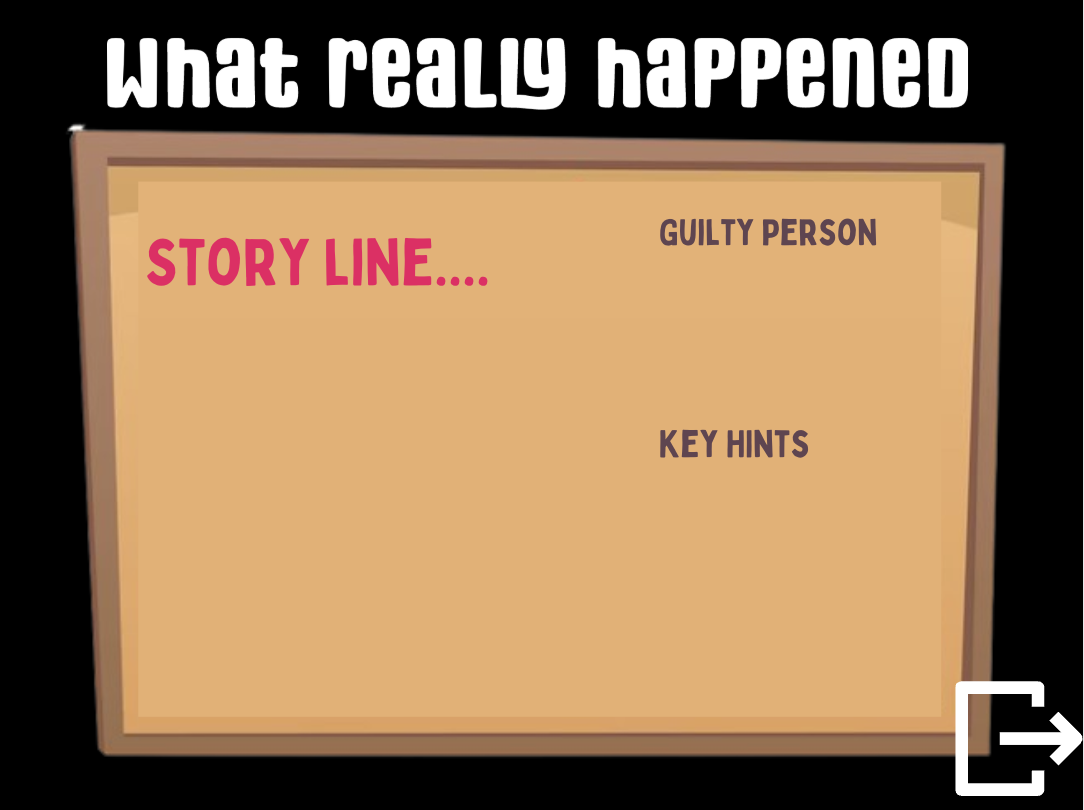 What really happened
STORY LINE....
GUILTY PERSON
KEY HINTS